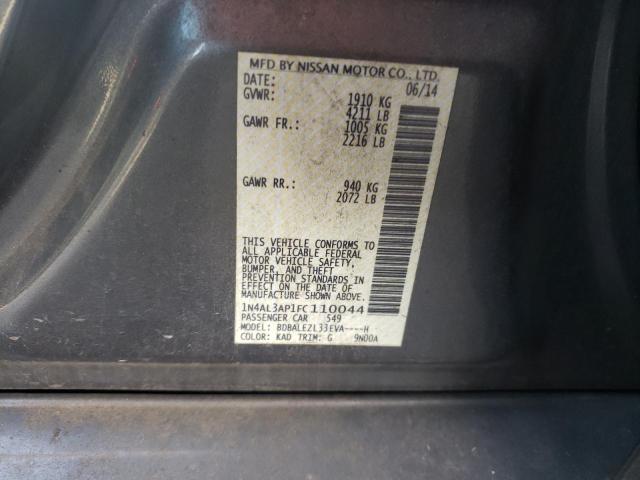 MFD BY NISSAN MOTOR CO., LTD.
DATE: 06/14
GVWR: 1910 KG
4211 LB
GAWR FR.: 1005 KG
2216 LB
GAWR RR.: 940 KG
2072 LB
THIS VEHICLE CONFORMS TO
ALL APPLICABLE FEDERAL
MOTOR VEHICLE SAFETY,
BUMPER, AND THEFT
PREVENTION STANDARDS IN
EFFECT ON THE DATE OF
MANUFACTURE SHOWN ABOVE.
1N4AL3AP1FC110044
PASSENGER CAR 549
MODEL: BDBALEZL33EVA----H
COLOR: KAD TRIM: G 9N00A